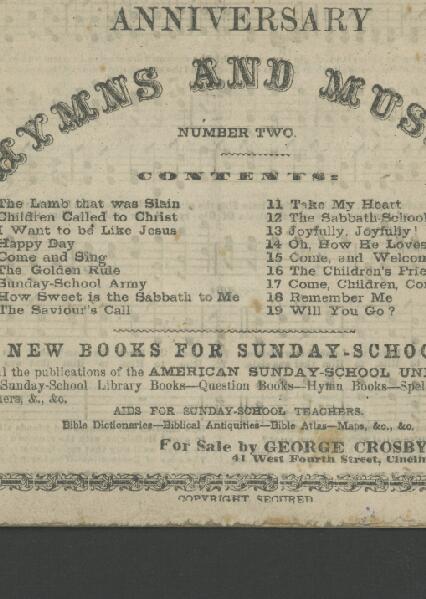 ANNIVERSARY
HYMNS AND MUS
NUMBER TWO.
CONTENTS:
The Lamb that was Slain
Children Called to Christ
I Want to be Like Jesus
Happy Day
Come and Sing
The Golden Rule
Sunday-School Army
How Sweet is the Sabbath to Me
The Saviour's Call
11 Take My Heart
12 The Sabbath-School
13 Joyfully, Joyfully!
14 Oh, How He Loves
15 Come, and Welcom
16 The Children's Frie
17 Come, Children, Co
18 Remember Me
19 Will You Go?
NEW BOOKS FOR SUNDAY-SCHOO
ll the publications of the AMERICAN SUNDAY-SCHOOL UNI
Sunday-School Library Books—Question Books—Hymn Books—Spel
ers, &., &c.
AIDS FOR SUNDAY-SCHOOL TEACHERS.
Bible Dictionaries—Biblical Antiquities—Bible Atlas—Maps, &c., &c.
For Sale by GEORGE CROSBY
41 West Fourth Street, Cincin
COPYRIGHT SECURED